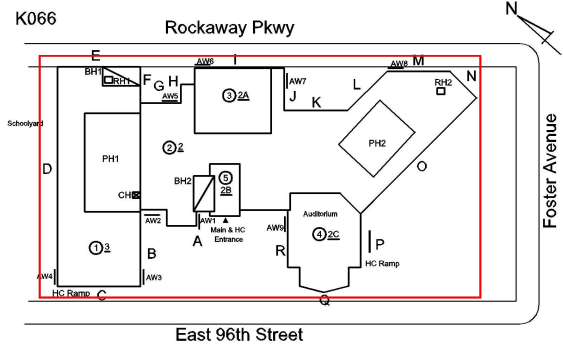 K066
Rockaway Pkwy
N
E
AW6
I
AW8
M
BH1
RH1
F
G
H
AW5
AW7
J
L
K
RH2
N
3 2A
Schoolyard
D
PH1
2 2
PH2
O
Foster Avenue
CH
BH2
5
2B
AW2
AW1
A
Main & HC
Entrance
Auditorium
AW9
4 2C
P
R
1 3
B
HC Ramp
AW4
AW3
HC Ramp
C
Q
East 96th Street